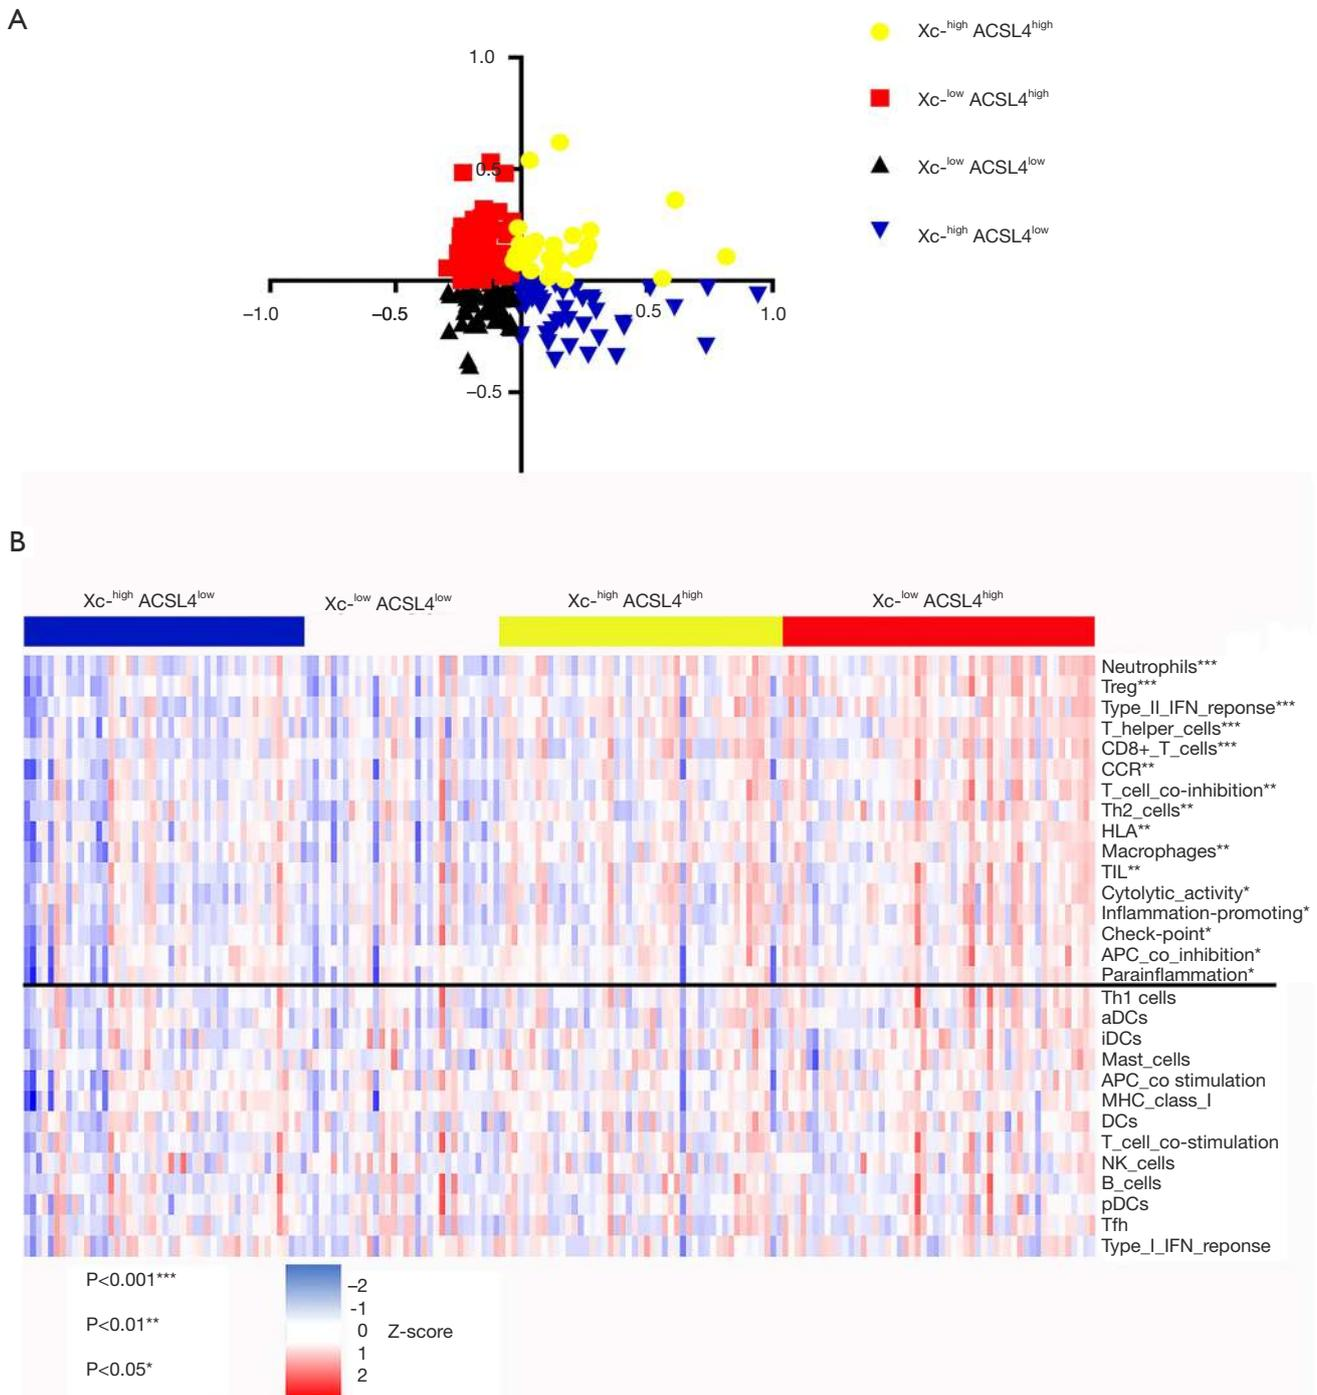 A
Xc-high ACSL4high
Xc-low ACSL4high
Xc-low ACSL4low
Xc-high ACSL4low
1.0
0.5
−1.0
−0.5
0.5
1.0
−0.5
B
Xc-high ACSL4low
Xc-low ACSL4low
Xc-high ACSL4high
Xc-low ACSL4high
Neutrophils***
Treg***
Type_II_IFN_reponse***
T_helper_cells***
CD8+_T_cells***
CCR**
T_cell_co-inhibition**
Th2_cells**
HLA**
Macrophages**
TIL**
Cytolytic_activity*
Inflammation-promoting*
Check-point*
APC_co_inhibition*
Parainflammation*
Th1 cells
aDCs
iDCs
Mast_cells
APC_co stimulation
MHC_class_I
DCs
T_cell_co-stimulation
NK_cells
B_cells
pDCs
Tfh
Type_I_IFN_reponse
P<0.001***
P<0.01**
P<0.05*
−2
-1
0
1
2
Z-score